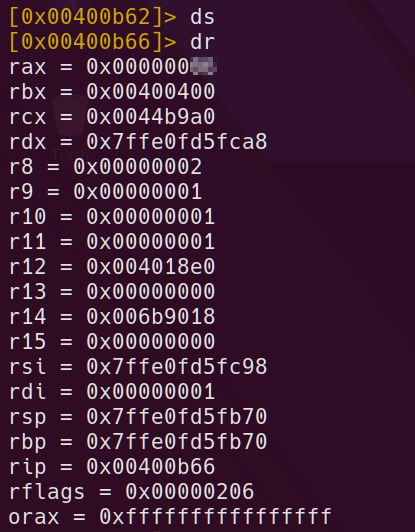 [0x00400b62]> ds
[0x00400b66]> dr
rax = 0x000000
rbx = 0x00400400
rcx = 0x0044b9a0
rdx = 0x7ffe0fd5fca8
r8 = 0x00000002
r9 = 0x00000001
r10 = 0x00000001
r11 = 0x00000001
r12 = 0x004018e0
r13 = 0x00000000
r14 = 0x006b9018
r15 = 0x00000000
rsi = 0x7ffe0fd5fc98
rdi = 0x00000001
rsp = 0x7ffe0fd5fb70
rbp = 0x7ffe0fd5fb70
rip = 0x00400b66
rflags = 0x00000206
orax = 0xffffffffffffffff